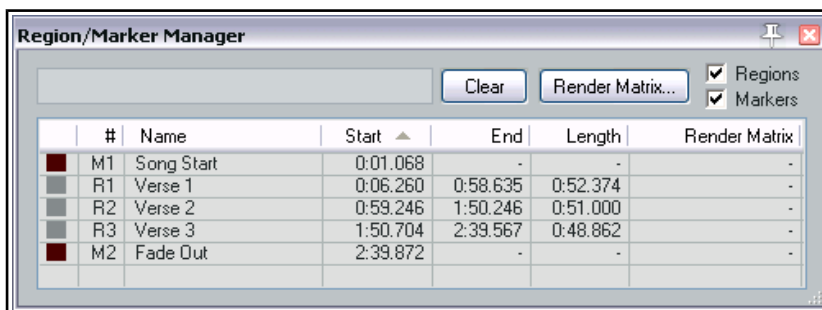 Region/Marker Manager
Clear Render Matrix... Regions
Markers
# Name Start End Length Render Matrix
M1 Song Start 0:01.068 - - -
R1 Verse 1 0:06.260 0:58.635 0:52.374 -
R2 Verse 2 0:59.246 1:50.246 0:51.000 -
R3 Verse 3 1:50.704 2:39.567 0:48.862 -
M2 Fade Out 2:39.872 - - -